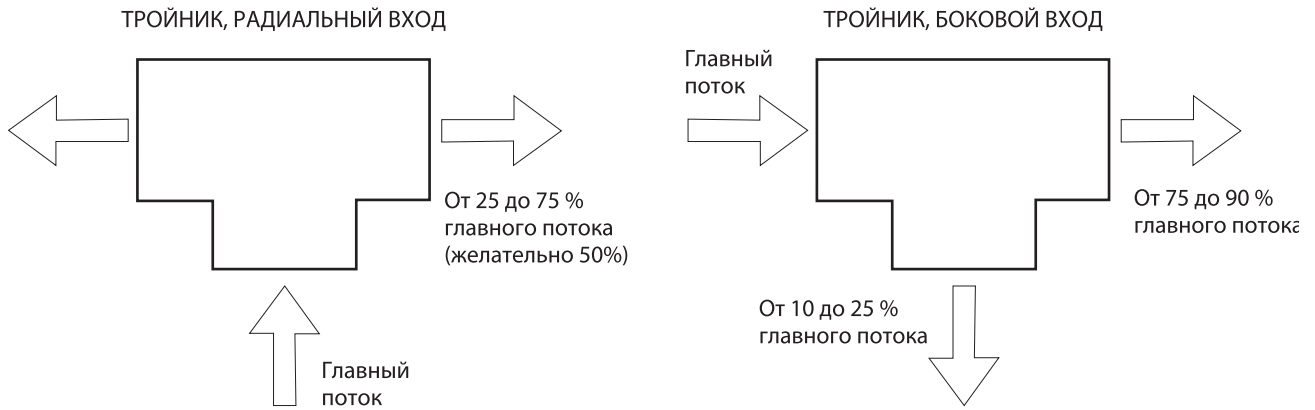 ТРОЙНИК, РАДИАЛЬНЫЙ ВХОД
От 25 до 75 %
главного потока
(желательно 50%)
Главный
поток
ТРОЙНИК, БОКОВОЙ ВХОД
Главный
поток
От 75 до 90 %
главного потока
От 10 до 25 %
главного потока